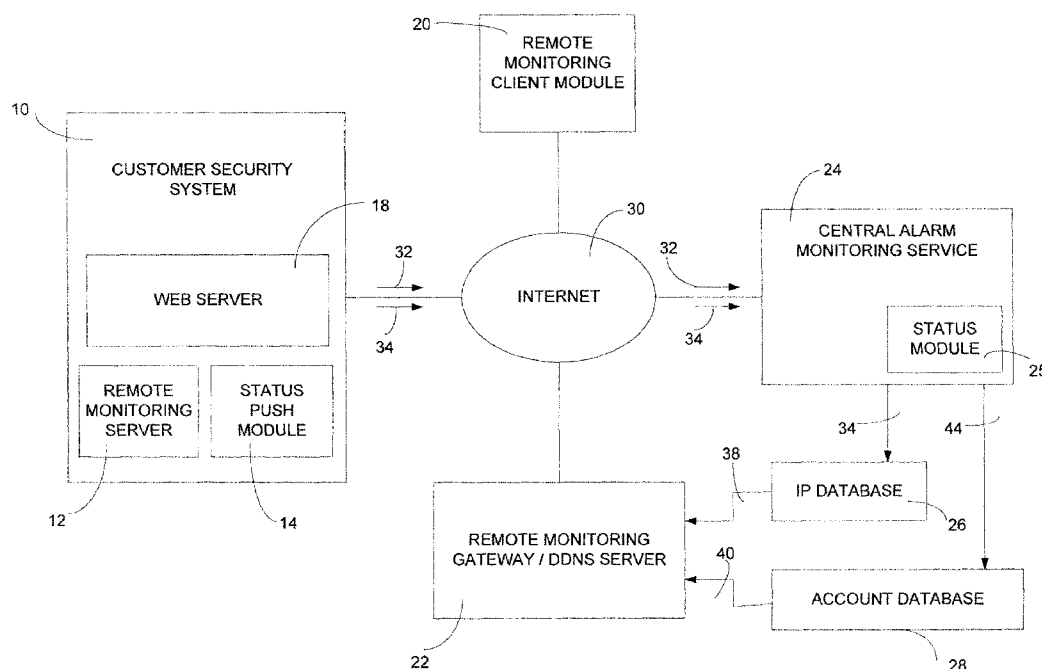 20
REMOTE
MONITORING
CLIENT MODULE
10
CUSTOMER SECURITY
SYSTEM
18
WEB SERVER
32
34
REMOTE
MONITORING
SERVER
STATUS
PUSH
MODULE
12
14
30
INTERNET
32
34
24
CENTRAL ALARM
MONITORING SERVICE
STATUS
MODULE
25
34
44
38
IP DATABASE
26
REMOTE MONITORING
GATEWAY / DDNS SERVER
40
22
ACCOUNT DATABASE
28